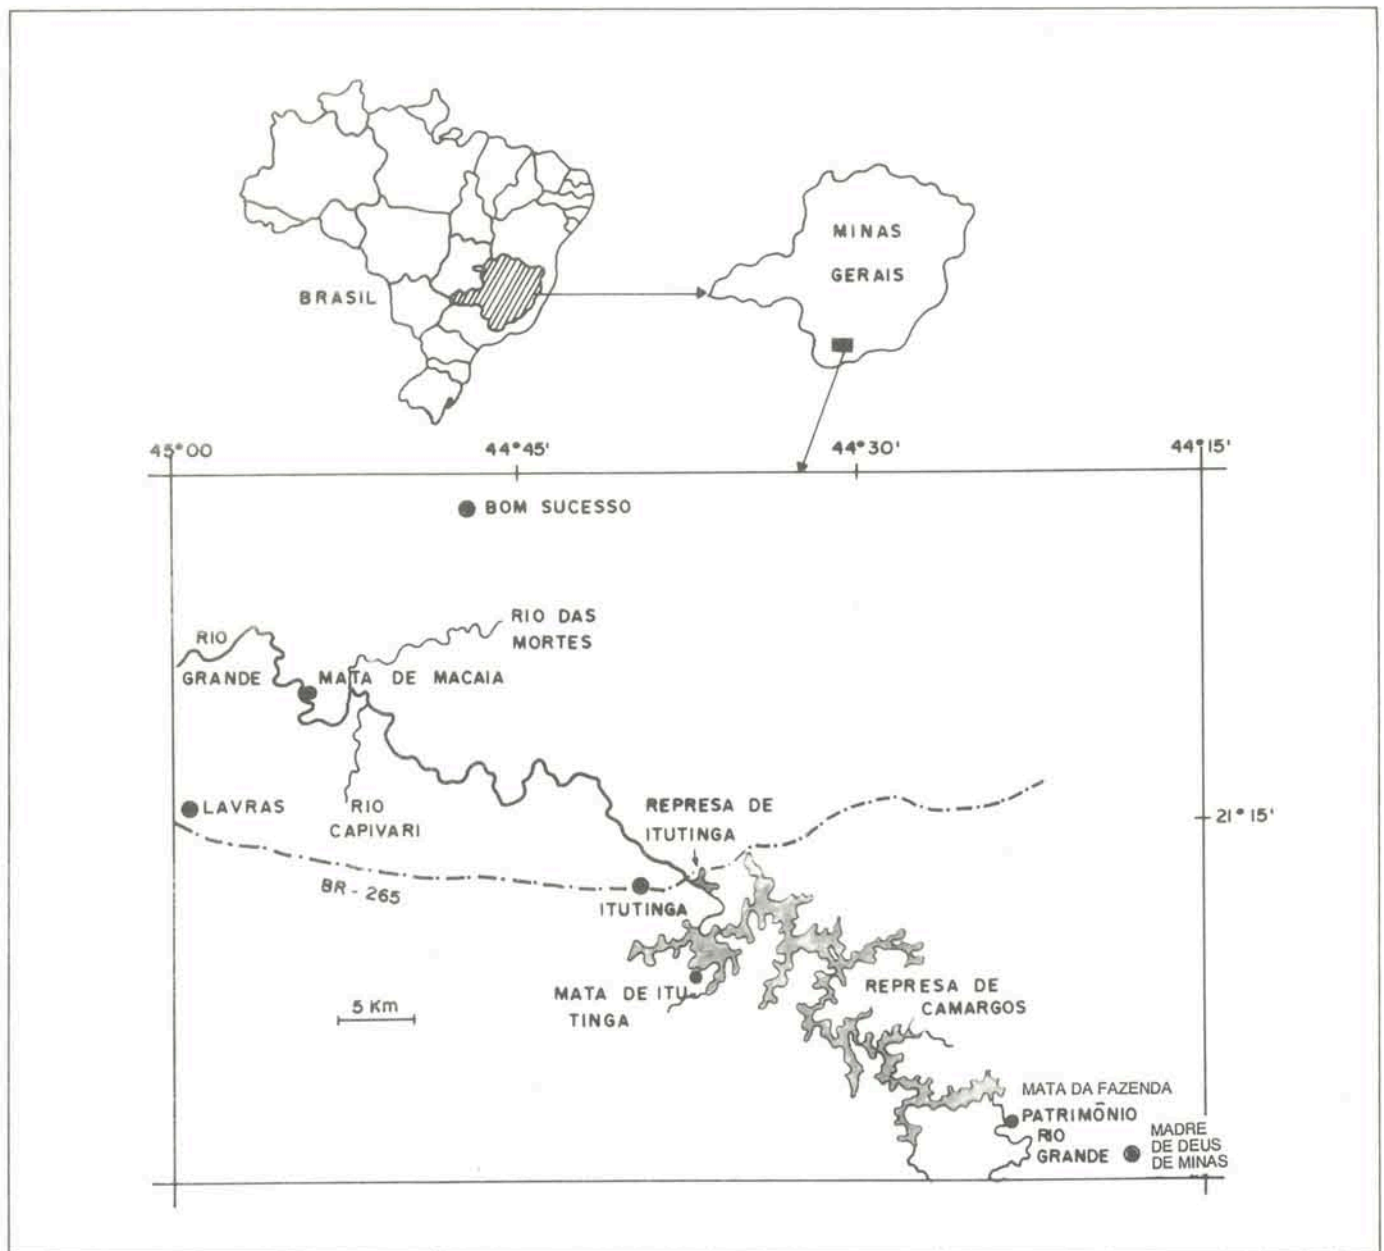 BRASIL
MINAS
GERAIS
45°00
44°45'
44°30'
44°15'
BOM SUCESSO
RIO DAS
MORTES
RIO
GRANDE
MATA DE MACAIA
LAVRAS
RIO
CAPIVARI
REPRESA DE
ITUTINGA
21°15'
BR-265
ITUTINGA
MATA DE ITU-
TINGA
5 Km
REPRESA DE
CAMARGOS
MATA DA FAZENDA
PATRIMÕNIO
RIO
GRANDE
MADRE
DE DEUS
DE MINAS